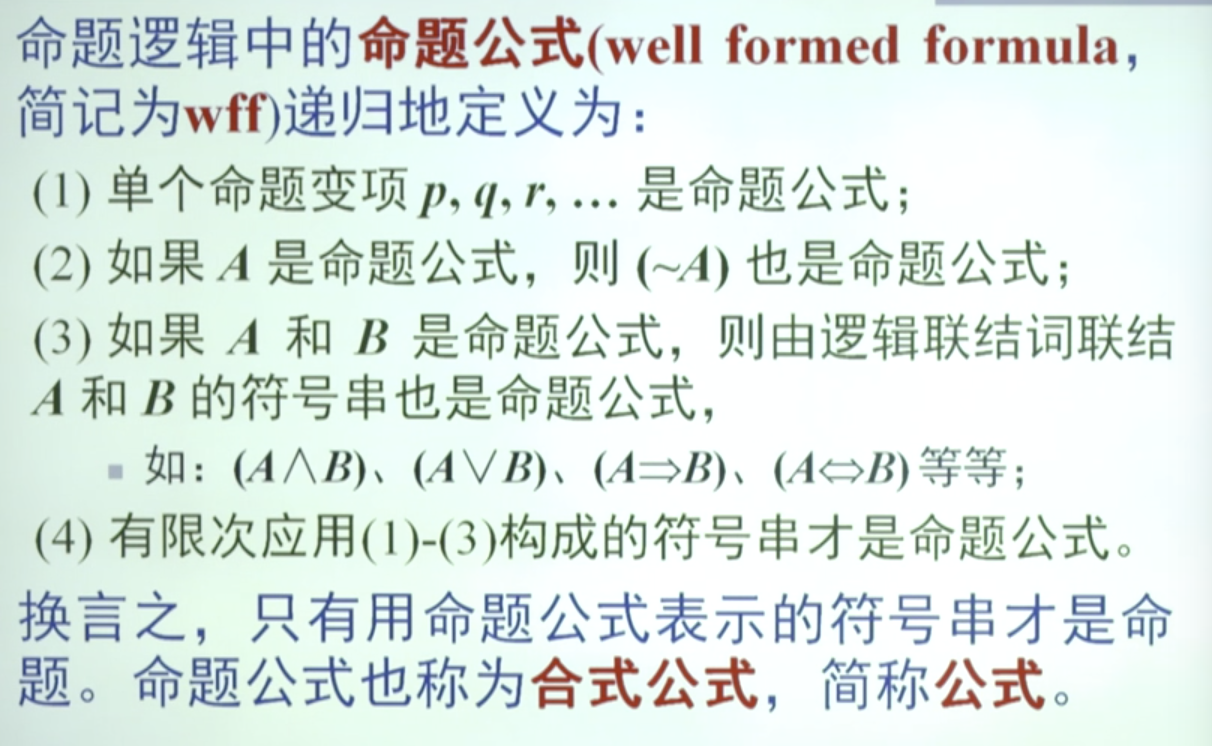 命题逻辑中的命题公式(well formed formula,
简记为wff)递归地定义为：
(1) 单个命题变项 p, q, r, … 是命题公式；
(2) 如果 A 是命题公式，则 (~A) 也是命题公式；
(3) 如果 A 和 B 是命题公式，则由逻辑联结词联结
A 和 B 的符号串也是命题公式，
▪ 如：(A∧B)、(A∨B)、(A⇒B)、(A⇔B) 等等；
(4) 有限次应用(1)-(3)构成的符号串才是命题公式。
换言之，只有用命题公式表示的符号串才是命
题。命题公式也称为合式公式，简称公式。